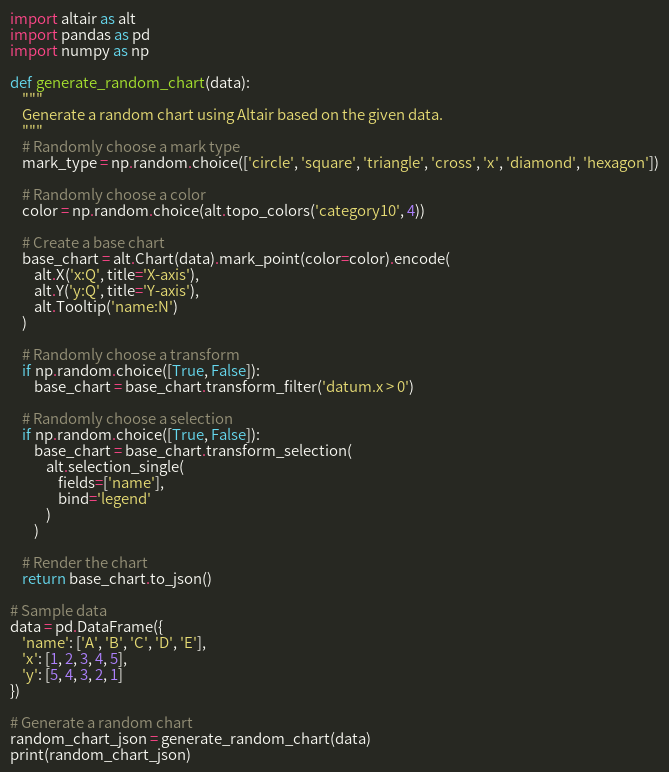 import altair as alt
import pandas as pd
import numpy as np

def generate_random_chart(data):
    """
    Generate a random chart using Altair based on the given data.
    """
    # Randomly choose a mark type
    mark_type = np.random.choice(['circle', 'square', 'triangle', 'cross', 'x', 'diamond', 'hexagon'])

    # Randomly choose a color
    color = np.random.choice(alt.topo_colors('category10', 4))

    # Create a base chart
    base_chart = alt.Chart(data).mark_point(color=color).encode(
        alt.X('x:Q', title='X-axis'),
        alt.Y('y:Q', title='Y-axis'),
        alt.Tooltip('name:N')
    )

    # Randomly choose a transform
    if np.random.choice([True, False]):
        base_chart = base_chart.transform_filter('datum.x > 0')

    # Randomly choose a selection
    if np.random.choice([True, False]):
        base_chart = base_chart.transform_selection(
            alt.selection_single(
                fields=['name'],
                bind='legend'
            )
        )

    # Render the chart
    return base_chart.to_json()

# Sample data
data = pd.DataFrame({
    'name': ['A', 'B', 'C', 'D', 'E'],
    'x': [1, 2, 3, 4, 5],
    'y': [5, 4, 3, 2, 1]
})

# Generate a random chart
random_chart_json = generate_random_chart(data)
print(random_chart_json)